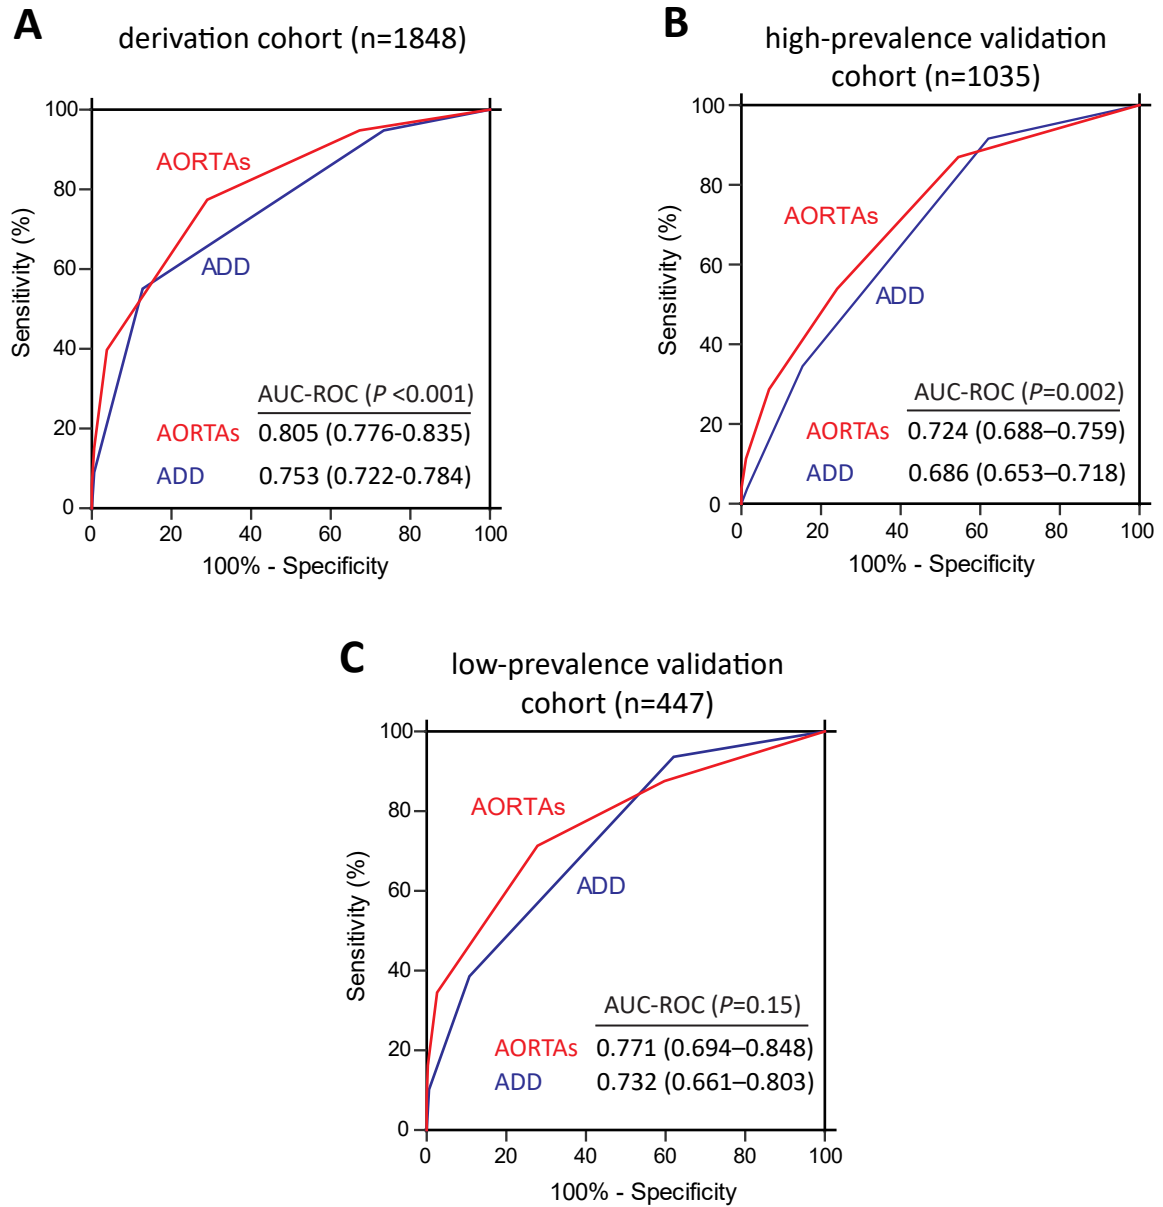 A
derivation cohort (n=1848)
100
80
60
40
20
0
Sensitivity (%)
AORTAs
ADD
AUC-ROC (P <0.001)
AORTAs 0.805 (0.776-0.835)
ADD 0.753 (0.722-0.784)
0 20 40 60 80 100
100% - Specificity
B
high-prevalence validation
cohort (n=1035)
100
80
60
40
20
0
Sensitivity (%)
AORTAs
ADD
AUC-ROC (P=0.002)
AORTAs 0.724 (0.688–0.759)
ADD 0.686 (0.653–0.718)
0 20 40 60 80 100
100% - Specificity
C
low-prevalence validation
cohort (n=447)
100
80
60
40
20
0
Sensitivity (%)
AORTAs
ADD
AUC-ROC (P=0.15)
AORTAs 0.771 (0.694–0.848)
ADD 0.732 (0.661–0.803)
0 20 40 60 80 100
100% - Specificity